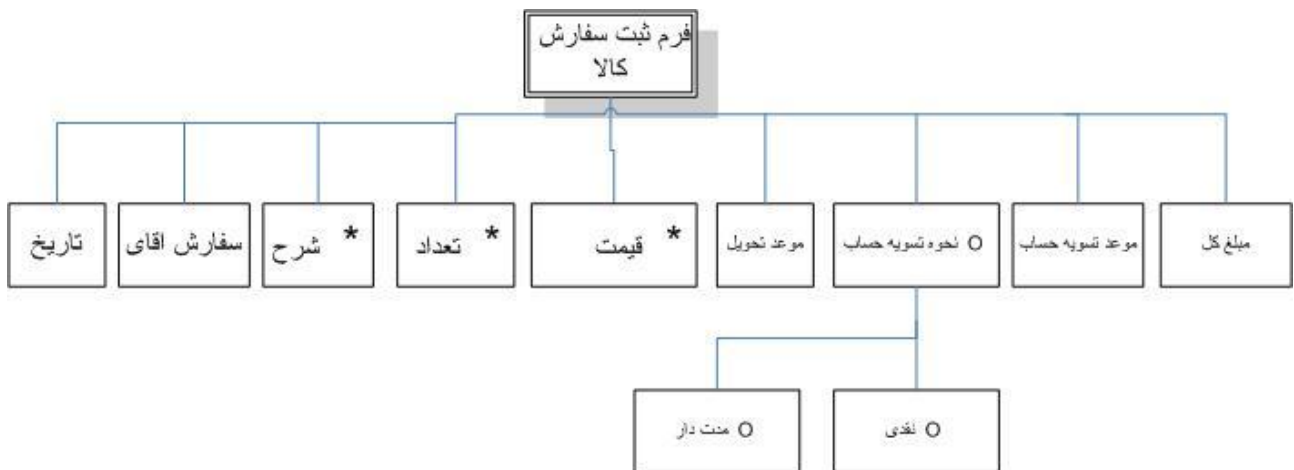 فرم ثبت سفارش
کالا
مبلغ کل
موعد تسویه حساب
O نحوه تسویه حساب
موعد تحویل
* قیمت
* تعداد
* شرح
سفارش اقای
تاریخ
O نقدی
O مدت دار